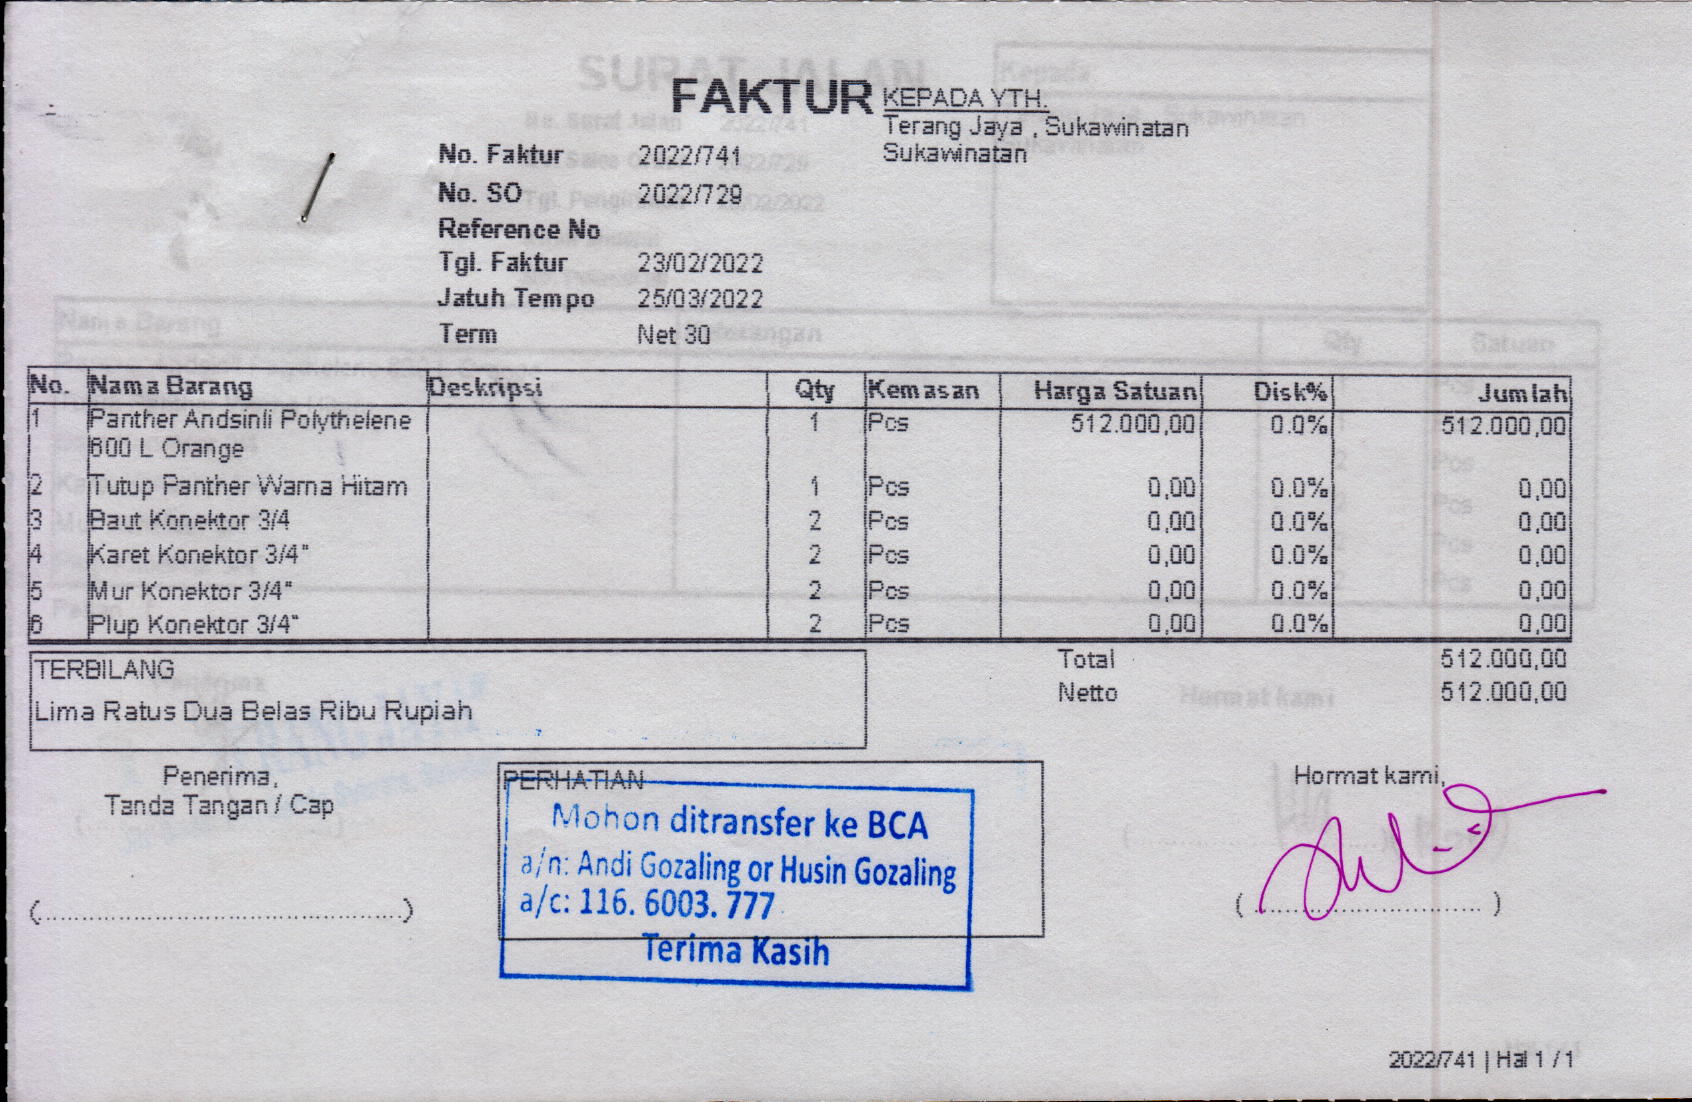 FAKTUR
KEPADA YTH.
Terang Jaya , Sukawinatan
Sukawinatan
No. Faktur 2022/741
No. SO 2022/729
Reference No
Tgl. Faktur 23/02/2022
Jatuh Tempo 25/03/2022
Term Net 30
No. Nama Barang Deskripsi Qty Kemasan Harga Satuan Disk% Jumlah
1 Panther Andsinli Polythelene 1 Pcs 512.000,00 0.0% 512.000,00
600 L Orange
2 Tutup Panther Warna Hitam 1 Pcs 0,00 0.0% 0,00
3 Baut Konektor 3/4 2 Pcs 0,00 0.0% 0,00
4 Karet Konektor 3/4" 2 Pcs 0,00 0.0% 0,00
5 Mur Konektor 3/4" 2 Pcs 0,00 0.0% 0,00
6 Plup Konektor 3/4" 2 Pcs 0,00 0.0% 0,00
Total 512.000,00
Netto 512.000,00
TERBILANG
Lima Ratus Dua Belas Ribu Rupiah
Penerima,
Tanda Tangan / Cap
PERHATIAN
Mohon ditransfer ke BCA
a/n: Andi Gozaling or Husin Gozaling
a/c: 116. 6003. 777
Terima Kasih
Hormat kami,
2022/741 | Hal 1 / 1